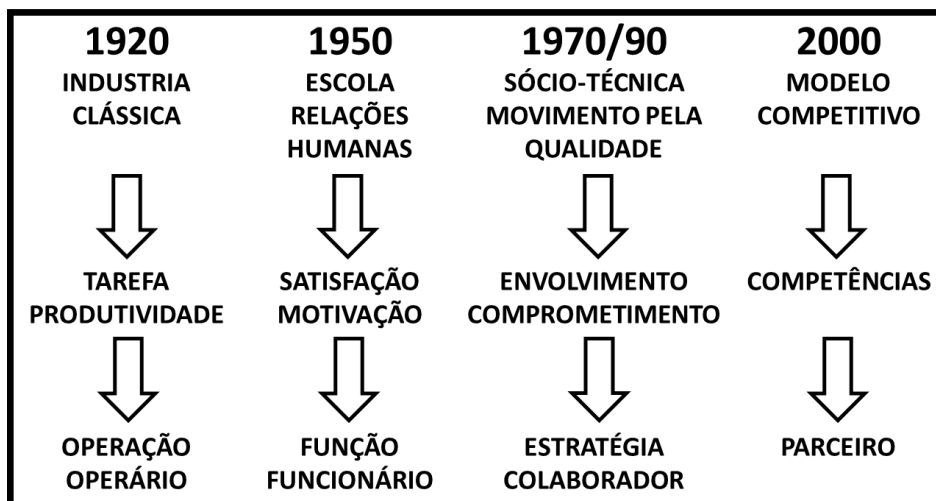 1920
INDUSTRIA
CLÁSSICA
TAREFA
PRODUTIVIDADE
OPERAÇÃO
OPERÁRIO
1950
ESCOLA
RELAÇÕES
HUMANAS
SATISFAÇÃO
MOTIVAÇÃO
FUNÇÃO
FUNCIONÁRIO
1970/90
SÓCIO-TÉCNICA
MOVIMENTO PELA
QUALIDADE
ENVOLVIMENTO
COMPROMETIMENTO
ESTRATÉGIA
COLABORADOR
2000
MODELO
COMPETITIVO
COMPETÊNCIAS
PARCEIRO